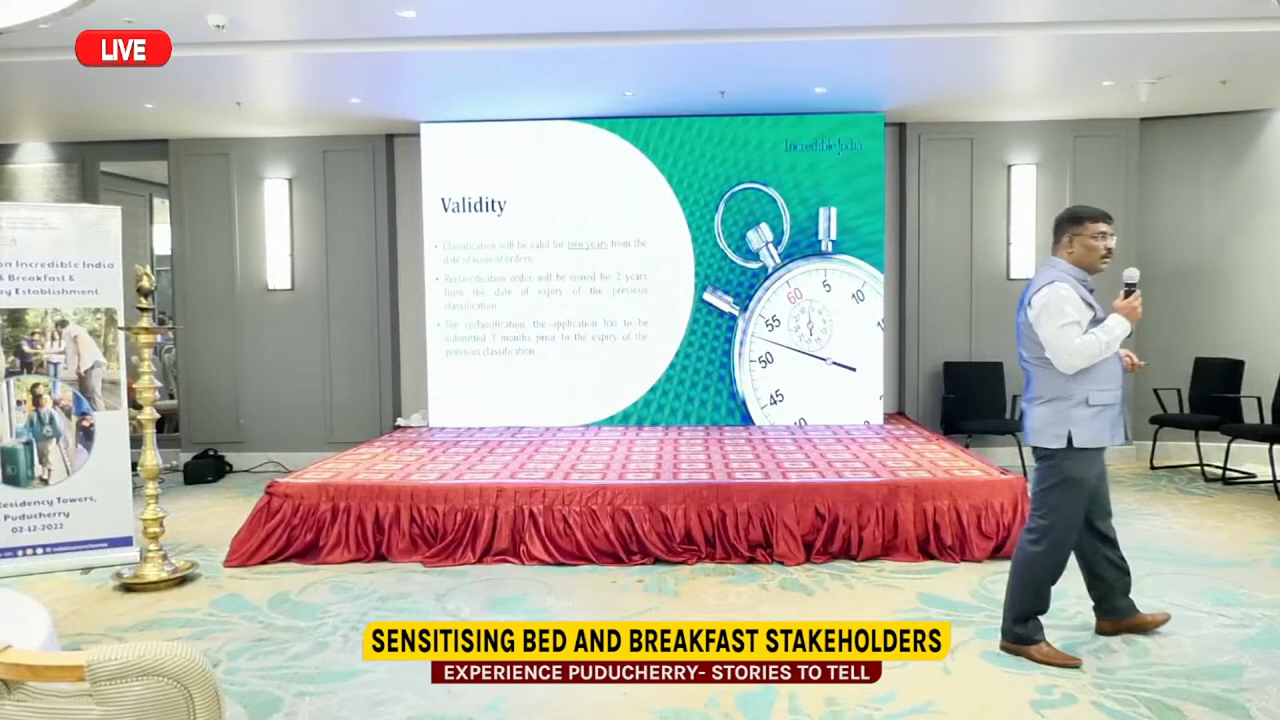 LIVE
Incredible India
Validity
• Classification will be valid for two years from the
date of issue of orders.
• Reclassification order will be issued for 2 years
from the date of expiry of the previous
classification.
• For reclassification, the application has to be
submitted 3 months prior to the expiry of the
previous classification.
60
5
10
55
50
45
on Incredible India
& Breakfast &
Establishment
Residency Towers,
Puducherry
02-12-2022
SENSITISING BED AND BREAKFAST STAKEHOLDERS
EXPERIENCE PUDUCHERRY- STORIES TO TELL